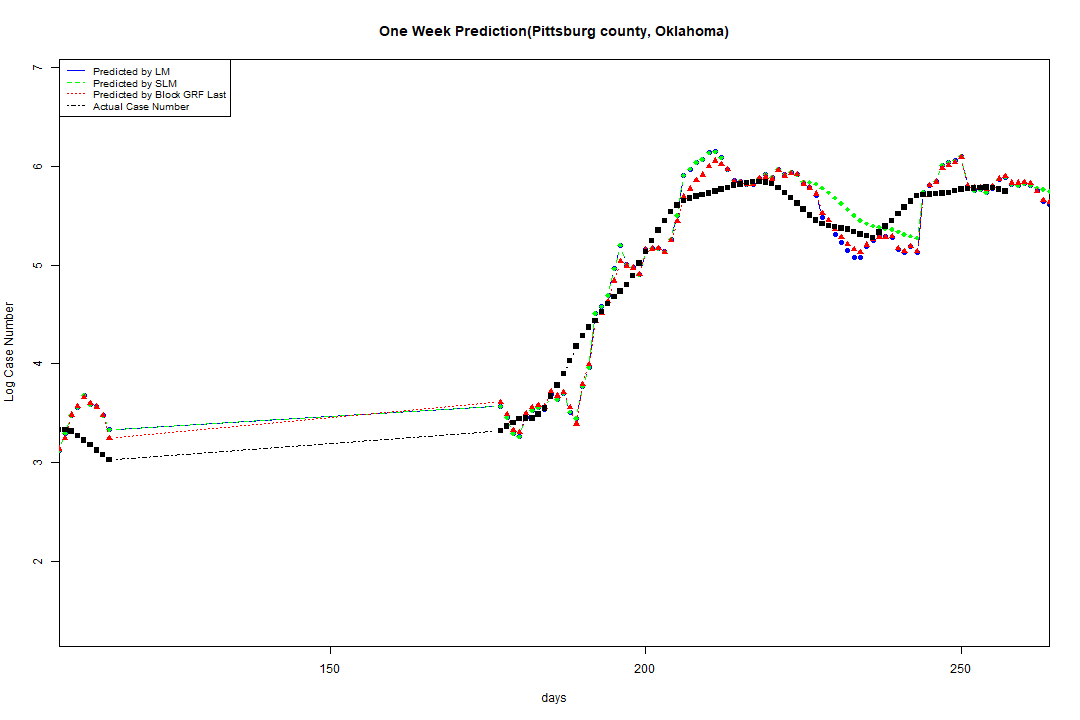 One Week Prediction(Pittsburg county, Oklahoma)
Predicted by LM
Predicted by SLM
Predicted by Block GRF Last
Actual Case Number
7
6
5
4
3
2
Log Case Number
150 200 250
days